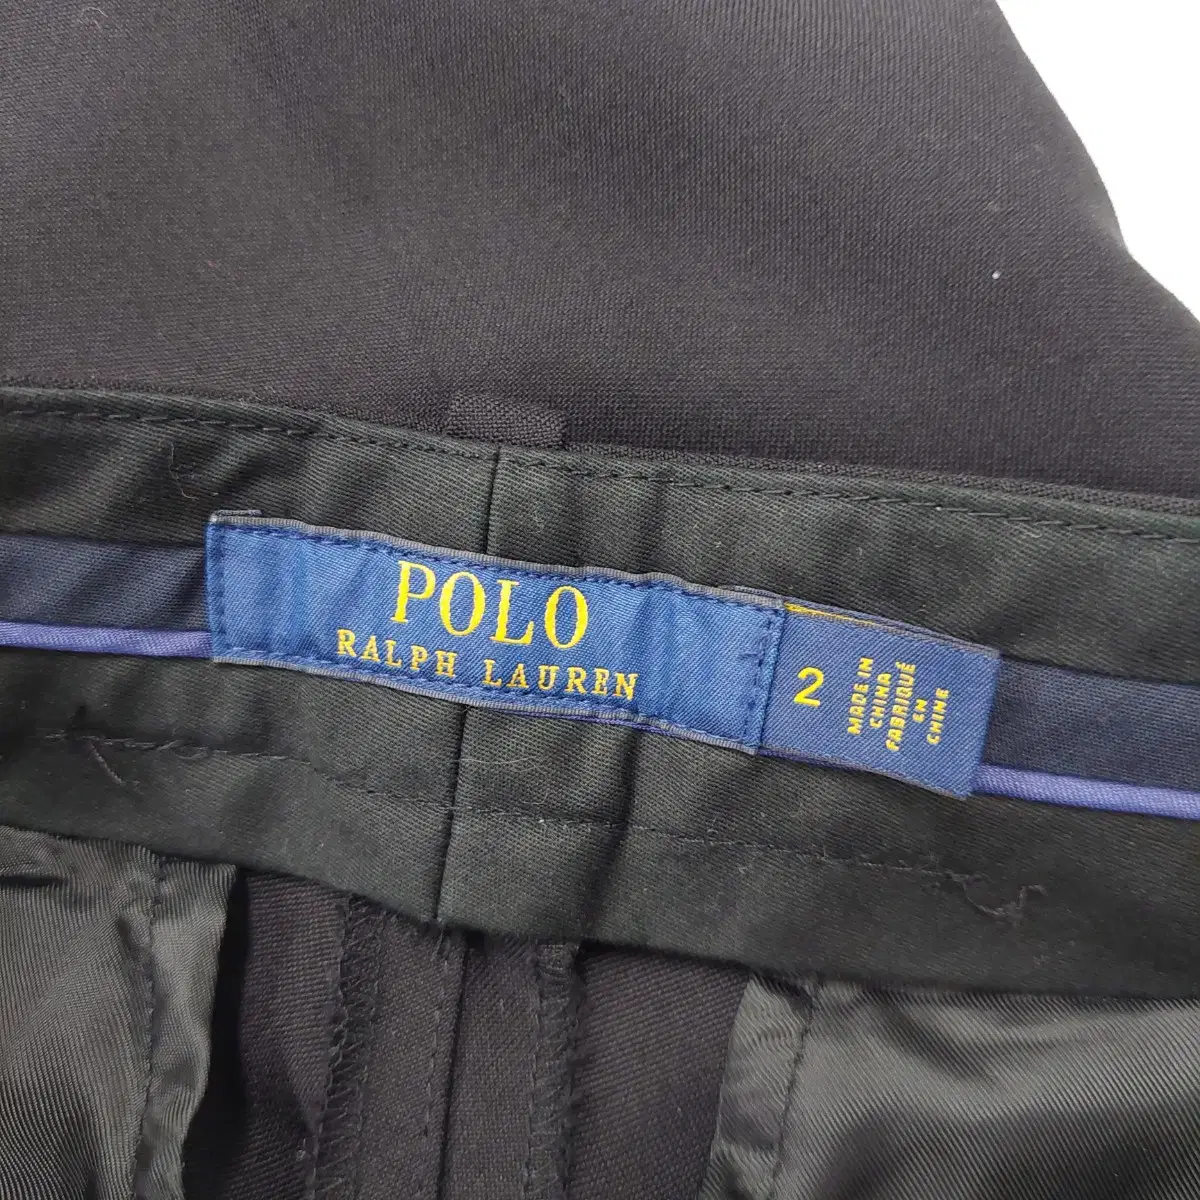 POLO
RALPH LAUREN
2
MADE IN
CHINA
FABRIQUÉ
EN
CHINE